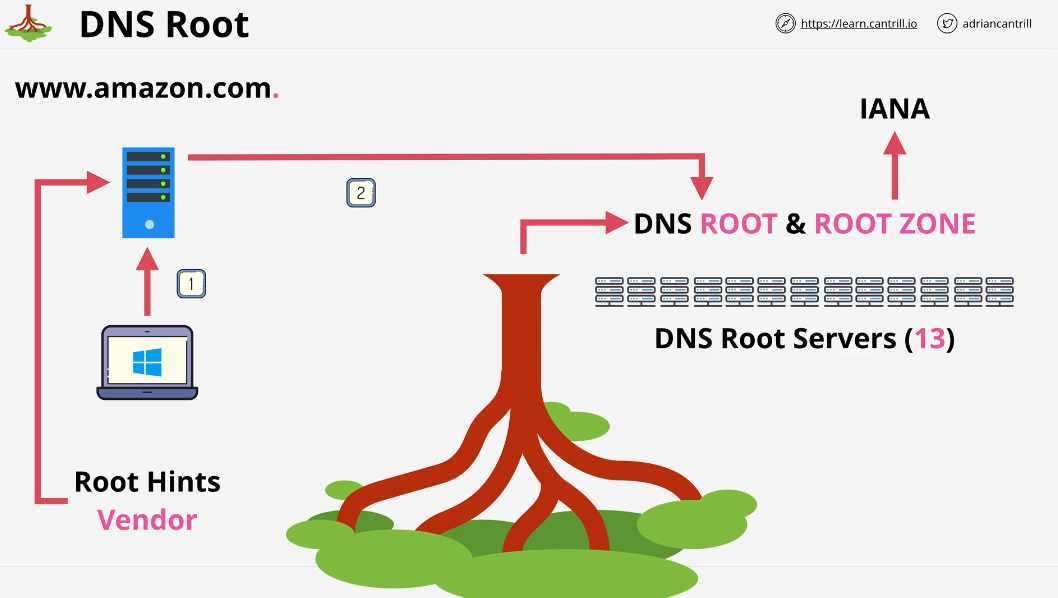 DNS Root
https://learn.cantrill.io
adriancantrill
www.amazon.com.
IANA
2
DNS ROOT & ROOT ZONE
1
DNS Root Servers (13)
Root Hints
Vendor